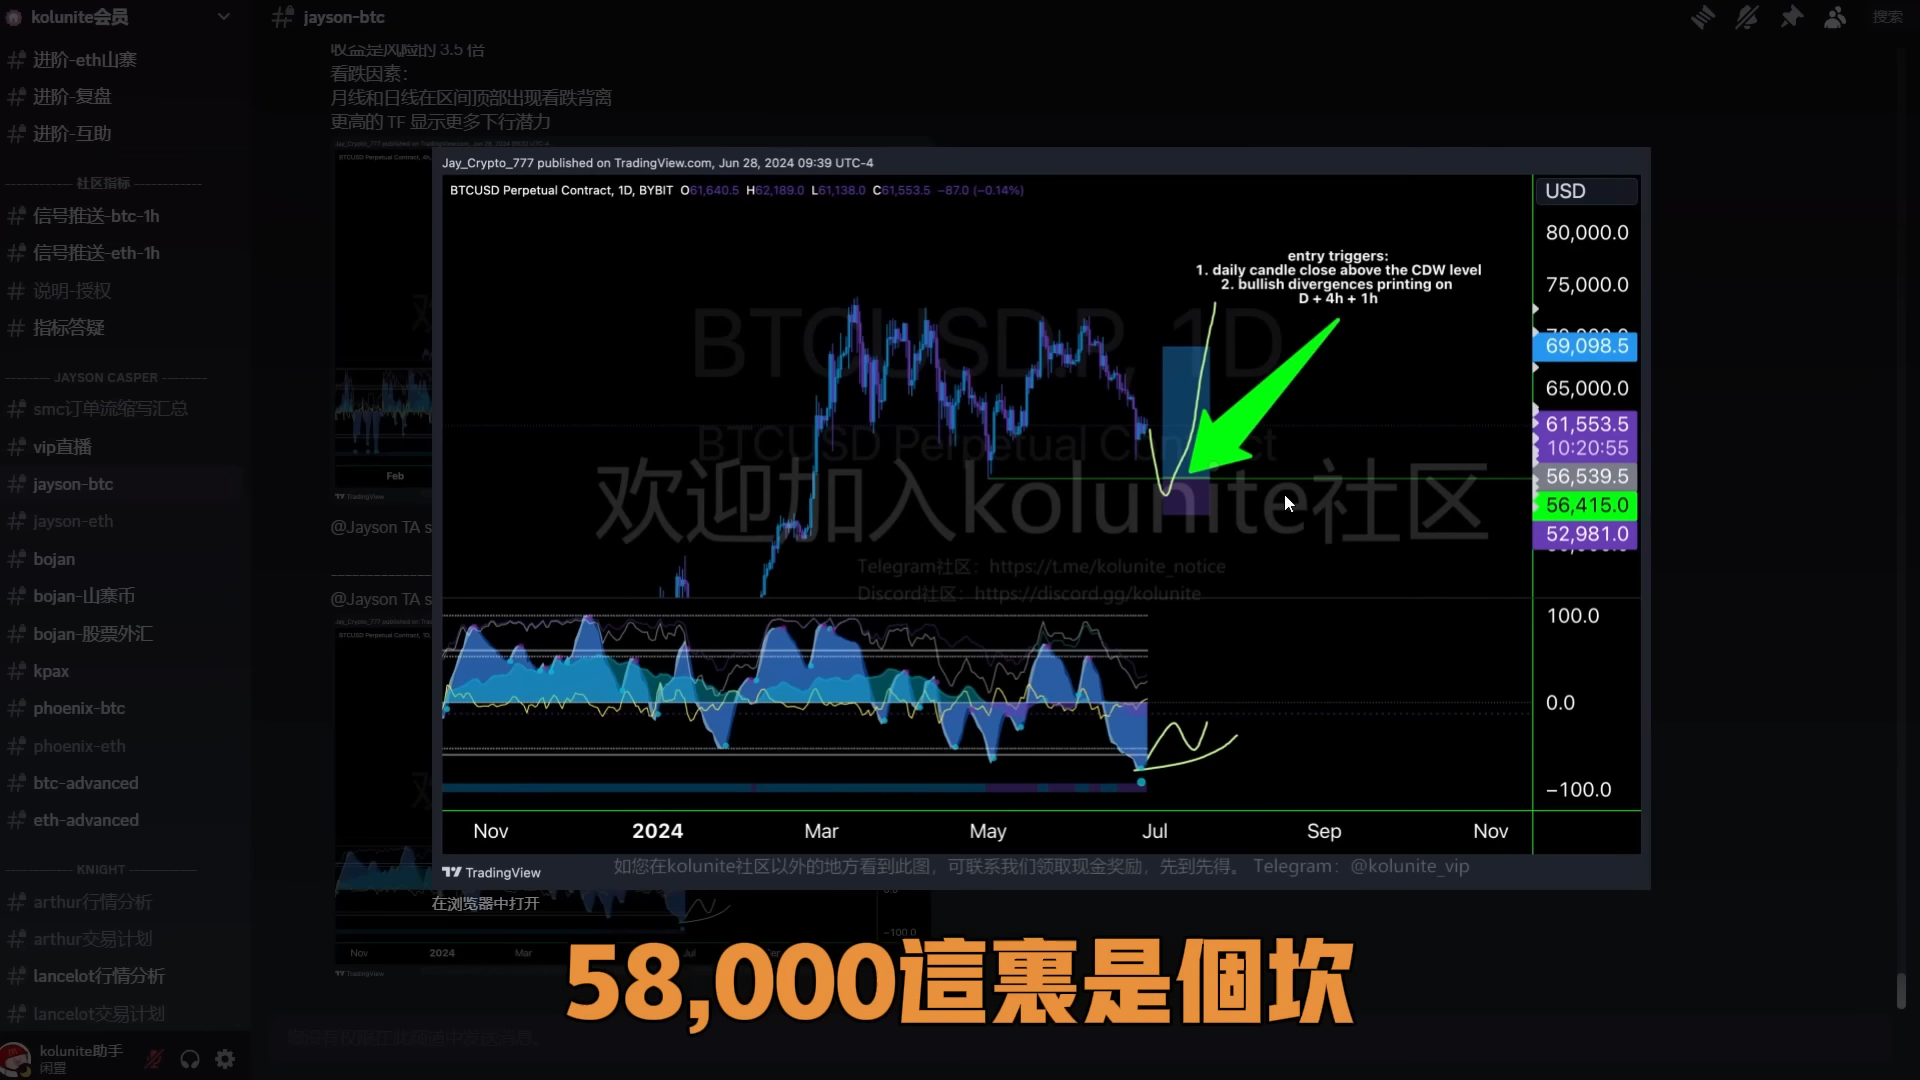 kolunite会员
进阶-eth山寨
进阶-复盘
进阶-互助
社区指标
信号推送-btc-1h
信号推送-eth-1h
说明-授权
指标答疑
JAYSON CASPER
smc订单流缩写汇总
vip直播
jayson-btc
jayson-eth
bojan
bojan-山寨币
bojan-股票外汇
kpax
phoenix-btc
phoenix-eth
btc-advanced
eth-advanced
KNIGHT
arthur行情分析
arthur交易计划
lancelot行情分析
lancelot交易计划
kolunite助手
闲置
jayson-btc
搜索
收益是风险的 3.5 倍
看跌因素：
月线和日线在区间顶部出现看跌背离
更高的 TF 显示更多下行潜力
Feb
TradingView
@Jayson TA s
@Jayson TA s
Jay_Crypto_777 published on TradingView.com, Jun 28, 2024 09:39 UTC-4
BTCUSD Perpetual Contract, 1D, BYBIT O61,640.5 H62,189.0 L61,138.0 C61,553.5 −87.0 (−0.14%)
USD
entry triggers:
1. daily candle close above the CDW level
2. bullish divergences printing on
D + 4h + 1h
BTCUSD.P, 1D
BTCUSD Perpetual Contract
欢迎加入kolunite社区
Telegram社区：https://t.me/kolunite_notice
Discord社区：https://discord.gg/kolunite
80,000.0
75,000.0
69,098.5
65,000.0
61,553.5
10:20:55
56,539.5
56,415.0
52,981.0
100.0
0.0
−100.0
Nov 2024 Mar May Jul Sep Nov
TradingView
如您在kolunite社区以外的地方看到此图，可联系我们领取现金奖励，先到先得。 Telegram：@kolunite_vip
在浏览器中打开
−100.0
Nov 2024 Mar Jul
TradingView
58,000這裏是個坎